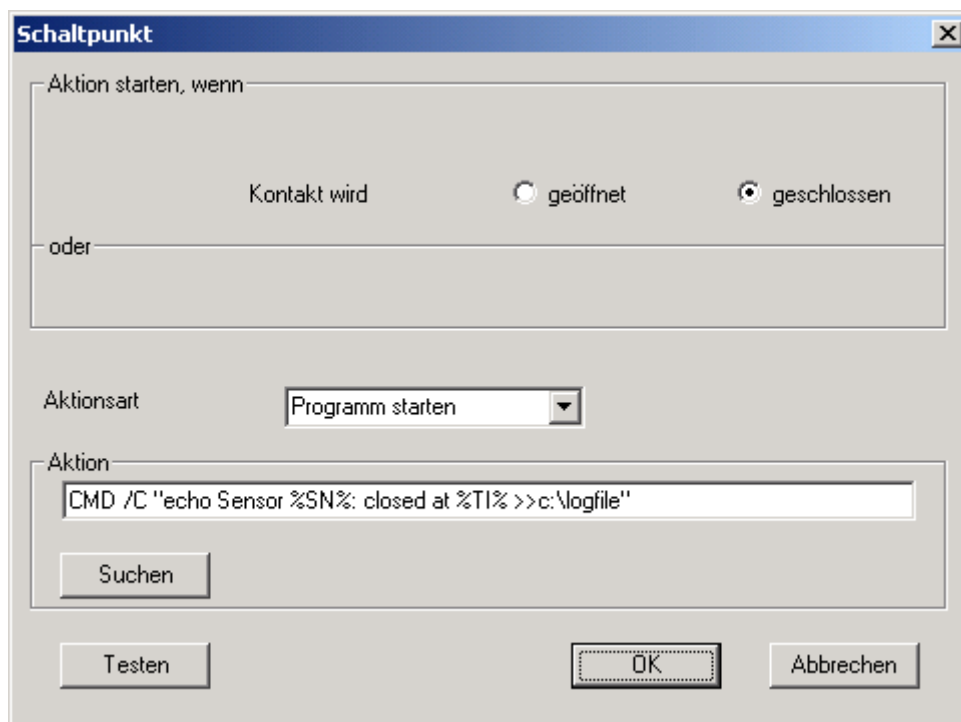 Schaltpunkt
Aktion starten, wenn
Kontakt wird geöffnet geschlossen
oder
Aktionsart Programm starten
Aktion
CMD /C "echo Sensor %SN%: closed at %TI% >>c:\logfile"
Suchen
Testen OK Abbrechen